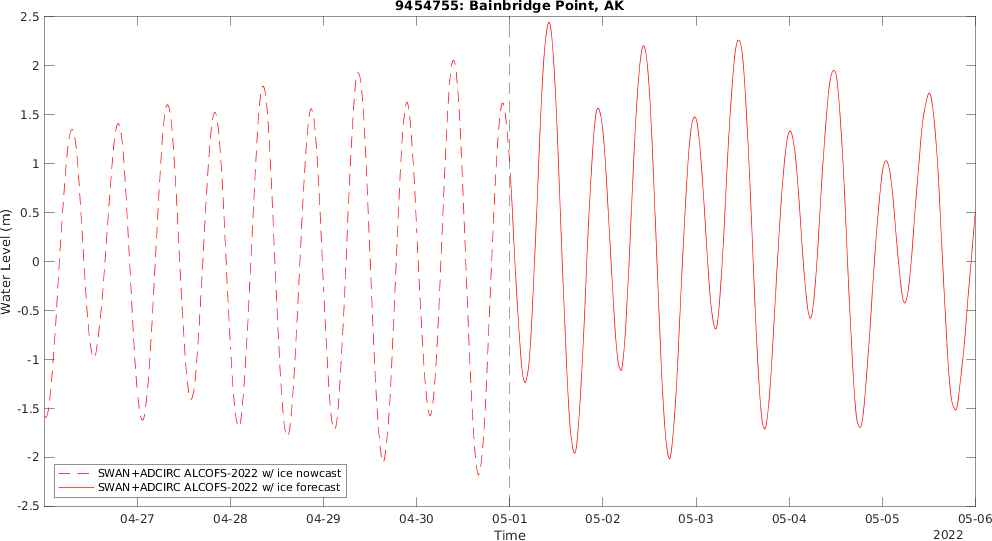 9454755: Bainbridge Point, AK
Water Level (m)
2.5
2
1.5
1
0.5
0
-0.5
-1
-1.5
-2
-2.5
SWAN+ADCIRC ALCOFS-2022 w/ ice nowcast
SWAN+ADCIRC ALCOFS-2022 w/ ice forecast
04-27 04-28 04-29 04-30 05-01 05-02 05-03 05-04 05-05 05-06
Time
2022